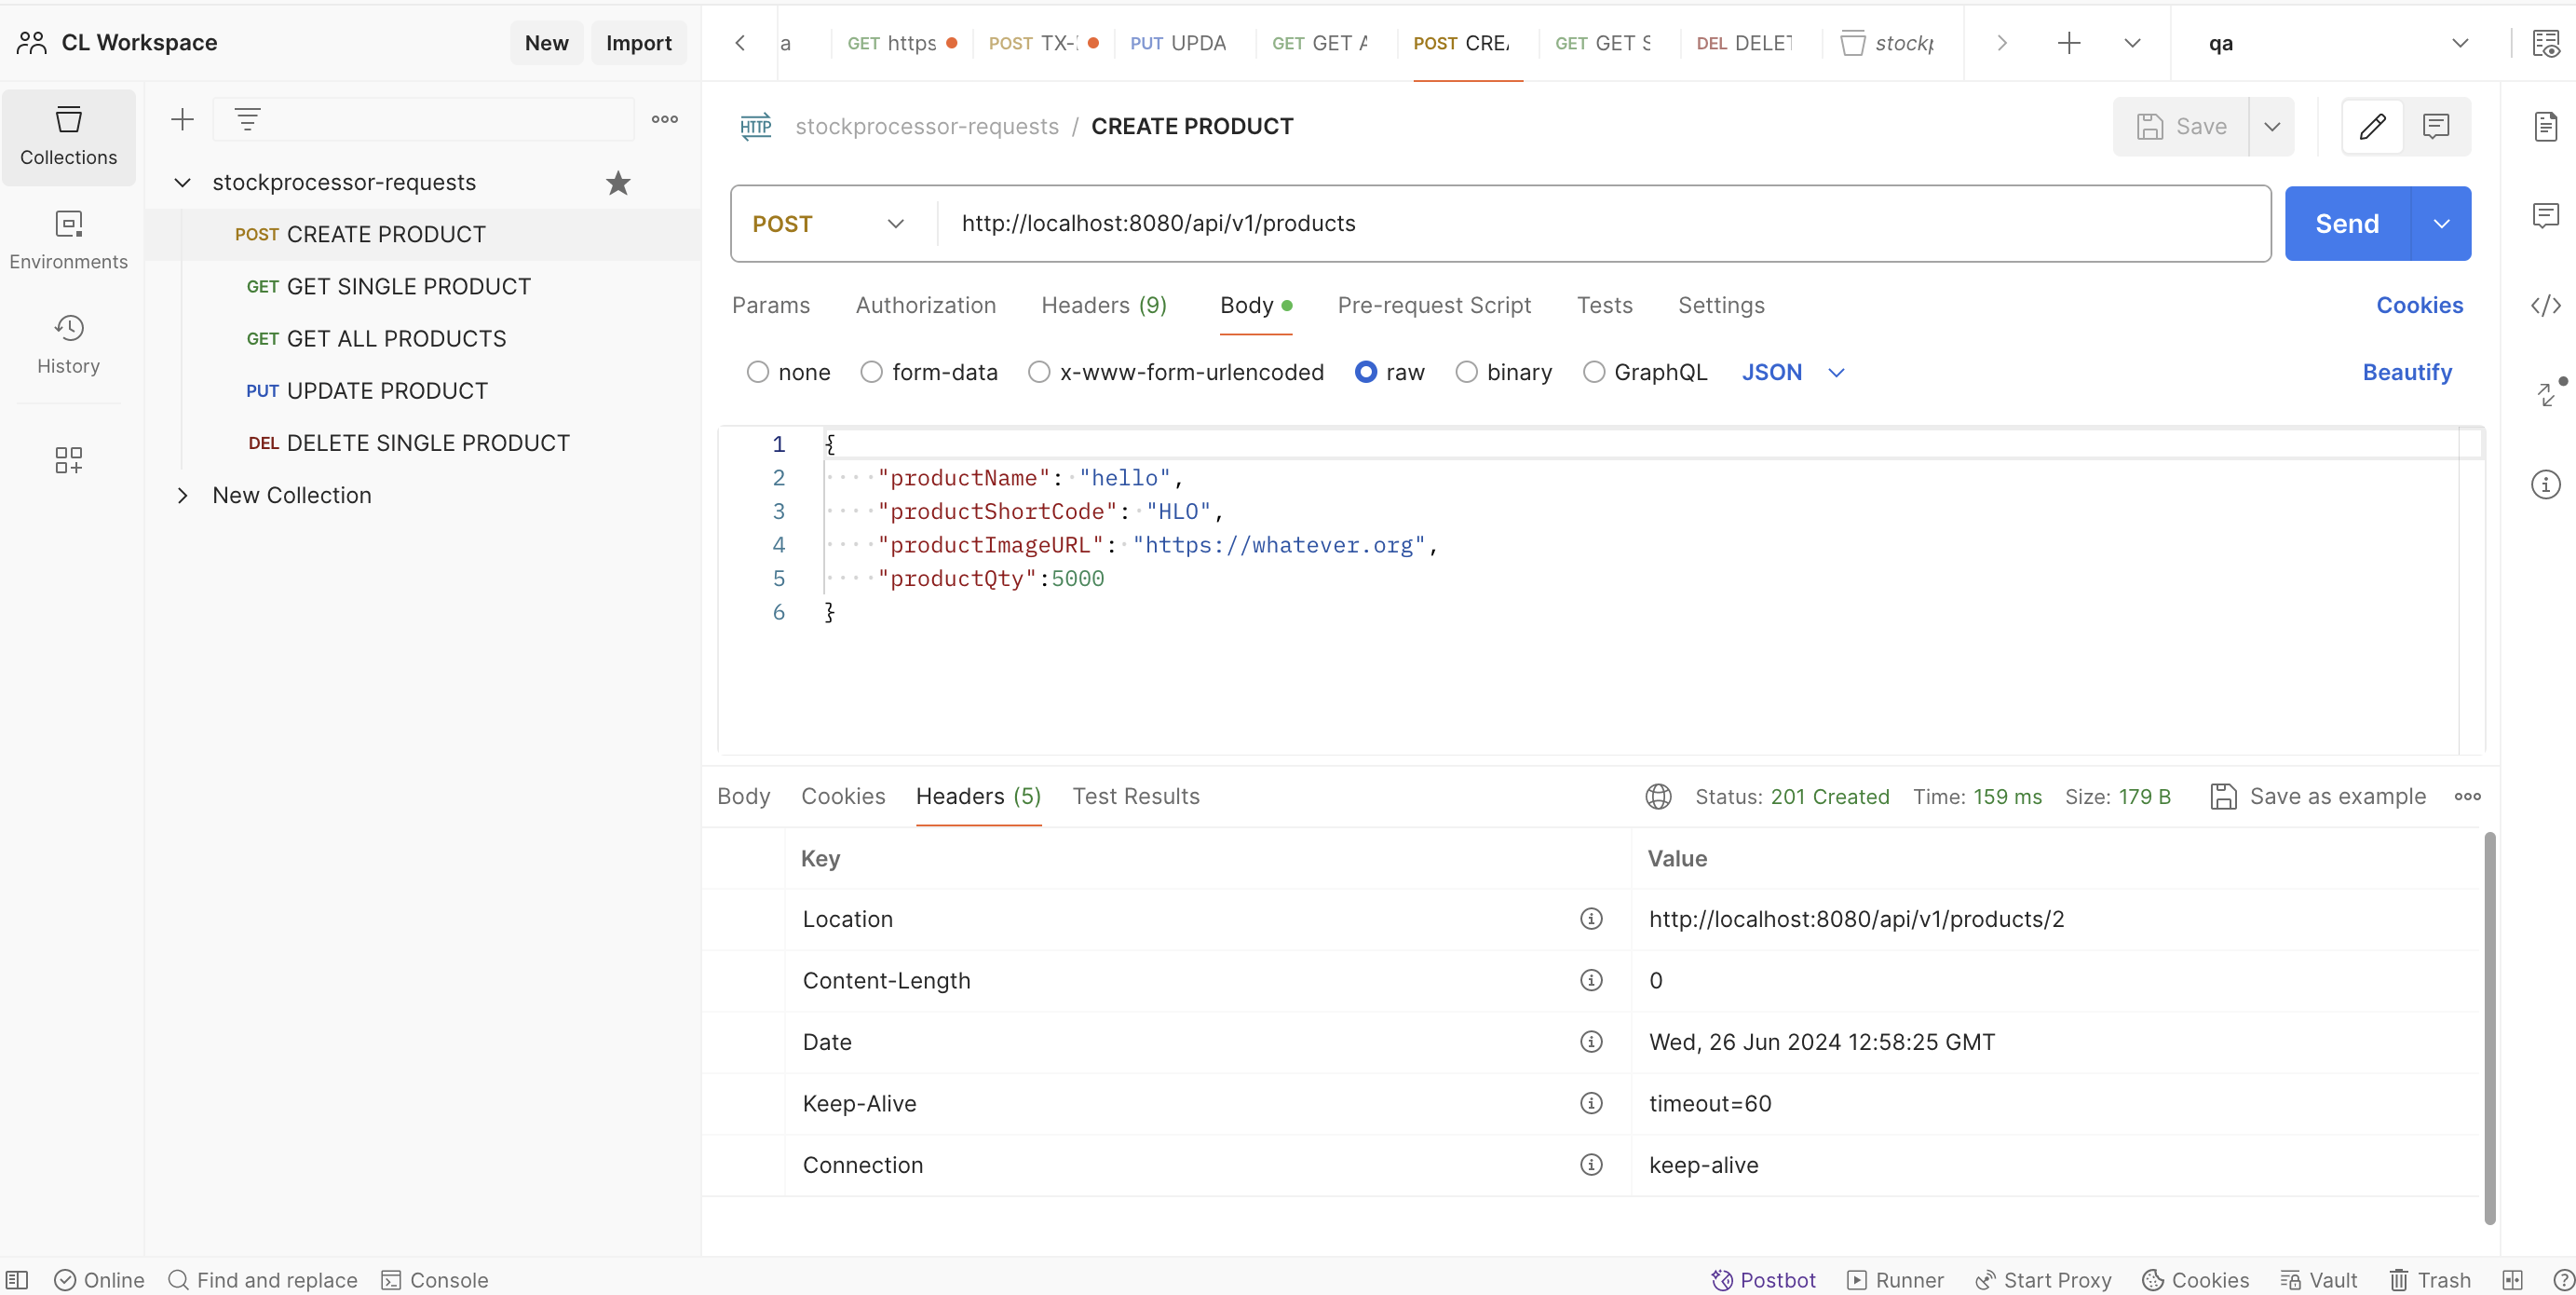 CL Workspace
New
Import
a
GET https
POST TX-
PUT UPDA
GET GET A
POST CREA
GET GET S
DEL DELET
stockp
qa
Collections
Environments
History
stockprocessor-requests
POST CREATE PRODUCT
GET GET SINGLE PRODUCT
GET GET ALL PRODUCTS
PUT UPDATE PRODUCT
DEL DELETE SINGLE PRODUCT
New Collection
HTTP
stockprocessor-requests / CREATE PRODUCT
Save
POST
http://localhost:8080/api/v1/products
Send
Params
Authorization
Headers (9)
Body
Pre-request Script
Tests
Settings
Cookies
none
form-data
x-www-form-urlencoded
raw
binary
GraphQL
JSON
Beautify
1 {
2 "productName": "hello",
3 "productShortCode": "HLO",
4 "productImageURL": "https://whatever.org",
5 "productQty":5000
6 }
Body
Cookies
Headers (5)
Test Results
Status: 201 Created
Time: 159 ms
Size: 179 B
Save as example
Key
Value
Location
http://localhost:8080/api/v1/products/2
Content-Length
0
Date
Wed, 26 Jun 2024 12:58:25 GMT
Keep-Alive
timeout=60
Connection
keep-alive
Online
Find and replace
Console
Postbot
Runner
Start Proxy
Cookies
Vault
Trash